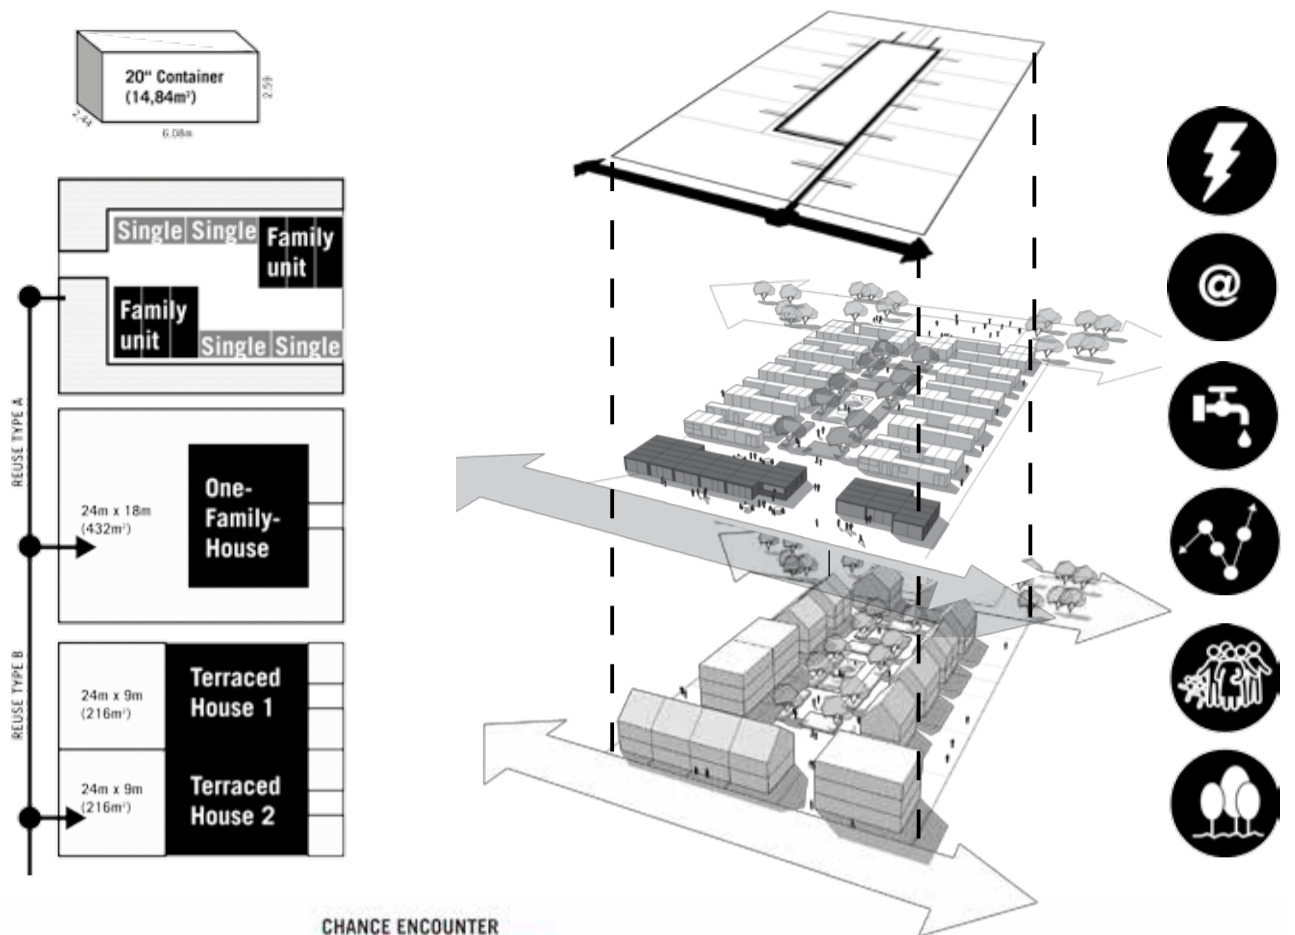 20“ Container
(14,84m²)
2,44
6,08m
2,59
Single Single Family
unit
Family
unit
Single Single
REUSE TYPE A
24m x 18m
(432m²)
One-
Family-
House
REUSE TYPE B
24m x 9m
(216m²)
Terraced
House 1
24m x 9m
(216m²)
Terraced
House 2
@
CHANCE ENCOUNTER